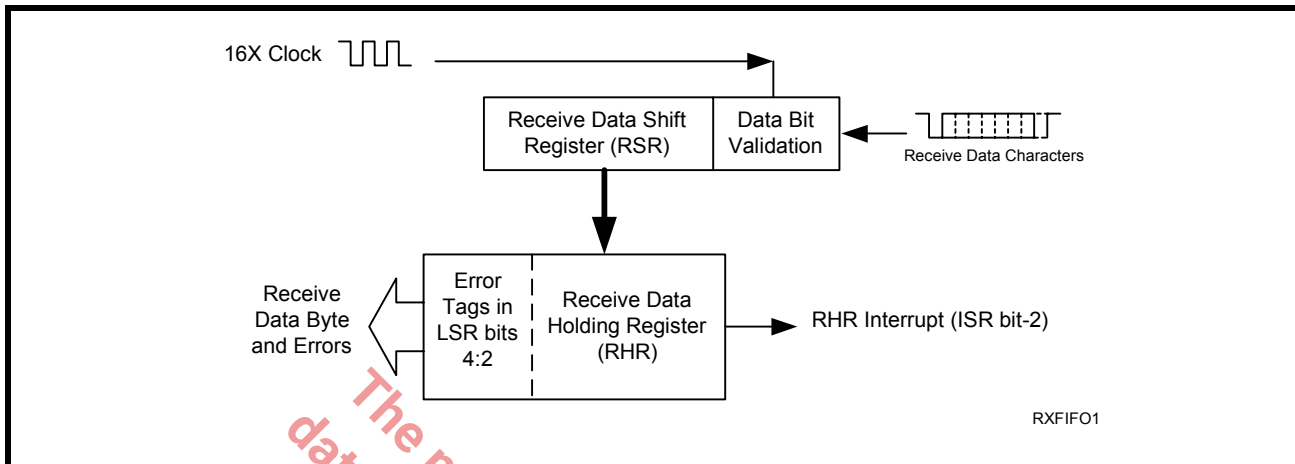 16X Clock
Receive Data Shift
Register (RSR)
Data Bit
Validation
Receive Data Characters
Receive
Data Byte
and Errors
Error
Tags in
LSR bits
4:2
Receive Data
Holding Register
(RHR)
RHR Interrupt (ISR bit-2)
RXFIFO1
The